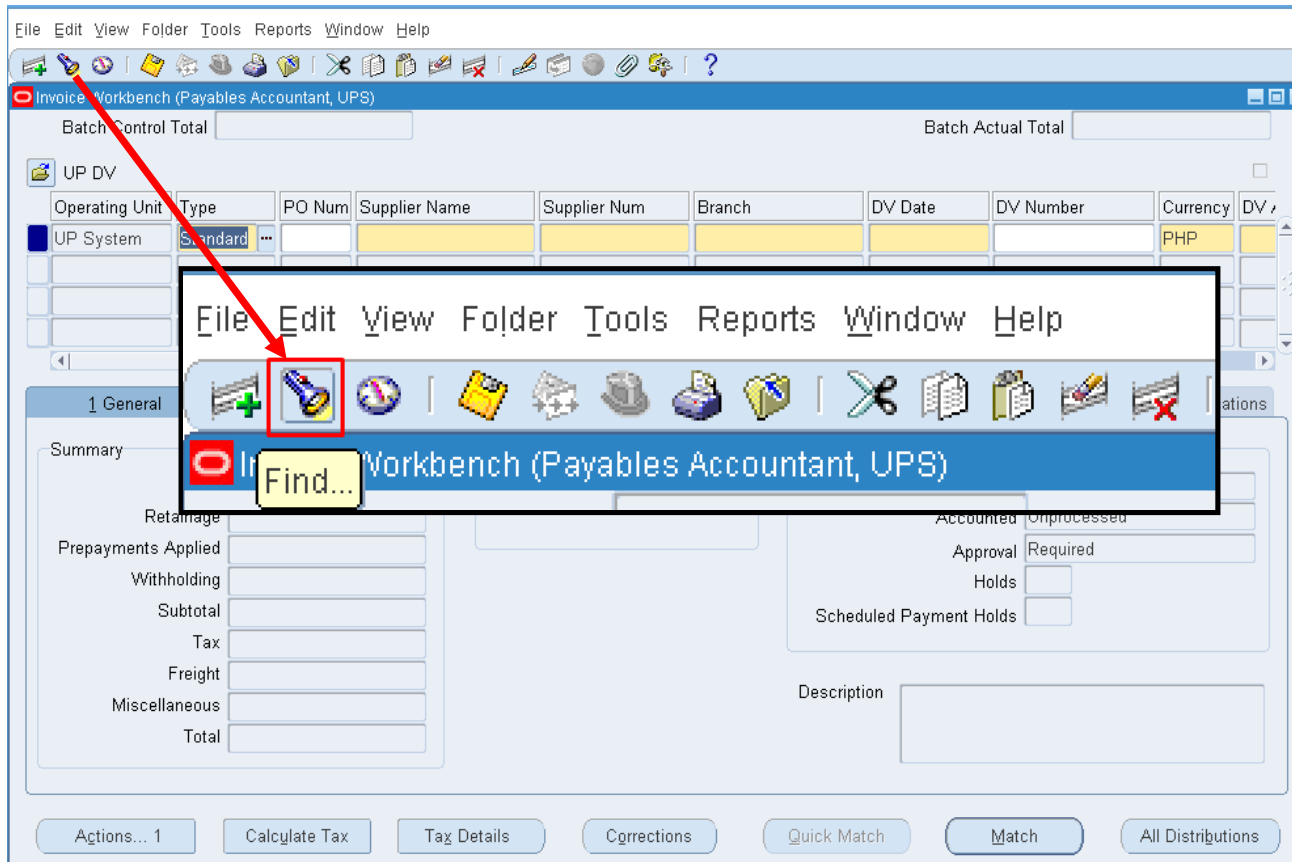 File Edit View Folder Tools Reports Window Help
Invoice Workbench (Payables Accountant, UPS)
Batch Control Total Batch Actual Total
UP DV
Operating Unit Type PO Num Supplier Name Supplier Num Branch DV Date DV Number Currency DV
UP System Standard ... PHP
File Edit View Folder Tools Reports Window Help
Workbench (Payables Accountant, UPS)
Find...
1 General ations
Summary
Retainage Accounted Unprocessed
Prepayments Applied Approval Required
Withholding Holds
Subtotal Scheduled Payment Holds
Tax
Freight
Miscellaneous Description
Total
Actions... 1 Calculate Tax Tax Details Corrections Quick Match Match All Distributions